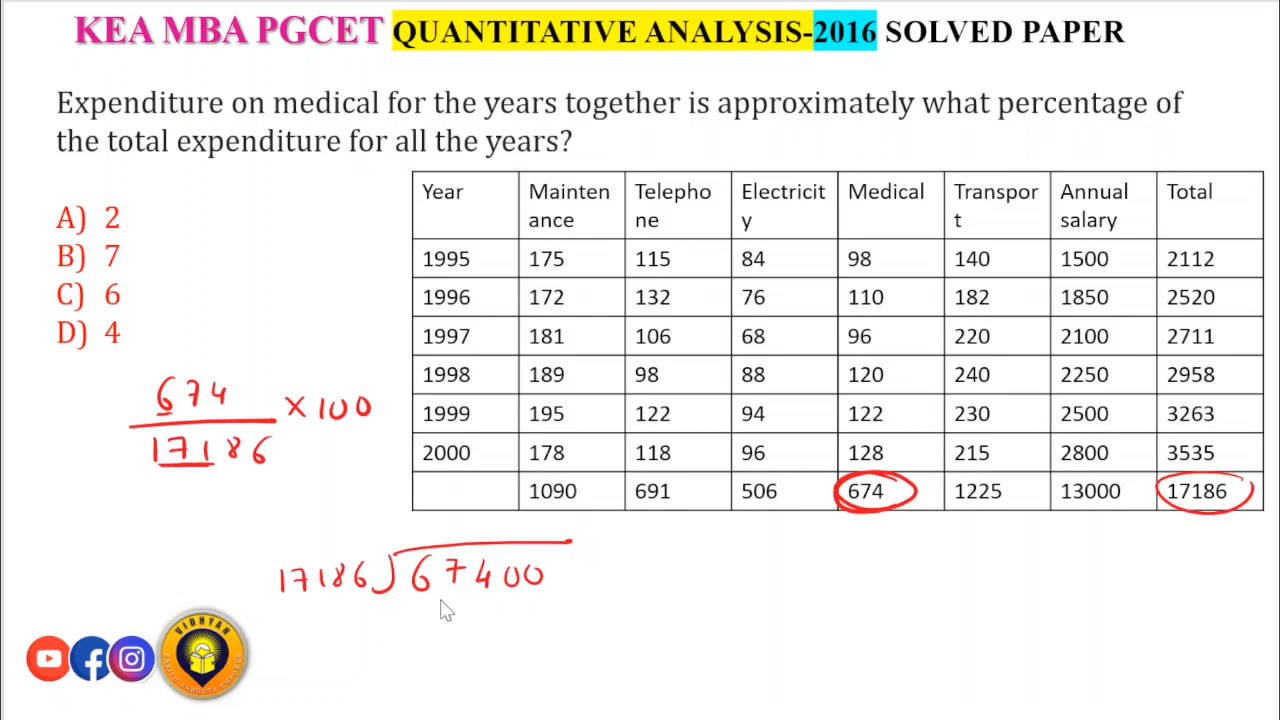 KEA MBA PGCET QUANTITATIVE ANALYSIS-2016 SOLVED PAPER
Expenditure on medical for the years together is approximately what percentage of
the total expenditure for all the years?
A) 2
B) 7
C) 6
D) 4
Year Mainten ance Telepho ne Electricit y Medical Transpor t Annual salary Total
1995 175 115 84 98 140 1500 2112
1996 172 132 76 110 182 1850 2520
1997 181 106 68 96 220 2100 2711
1998 189 98 88 120 240 2250 2958
1999 195 122 94 122 230 2500 3263
2000 178 118 96 128 215 2800 3535
1090 691 506 674 1225 13000 17186
674
17186
× 100
17186) 67400
VIDHYAN